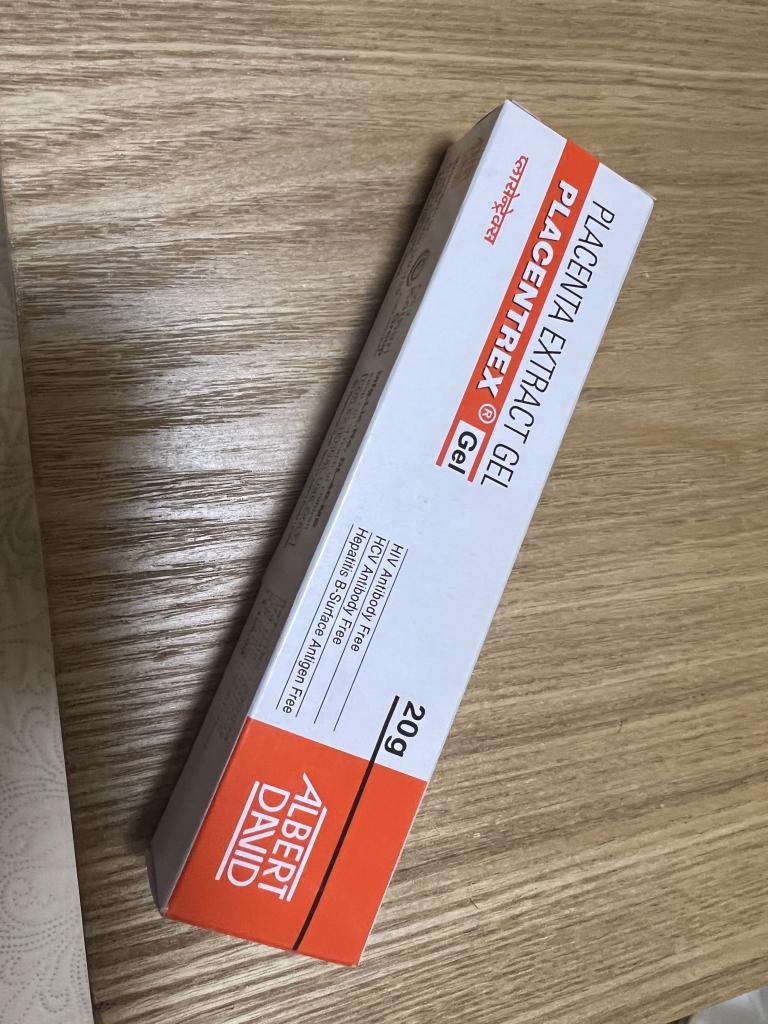 PLACENTA EXTRACT GEL
PLACENTREX® Gel
प्लासेन्ट्रेक्स
HIV Antibody Free
HCV Antibody Free
Hepatitis B-Surface Antigen Free
20g
ALBERT
DAVID